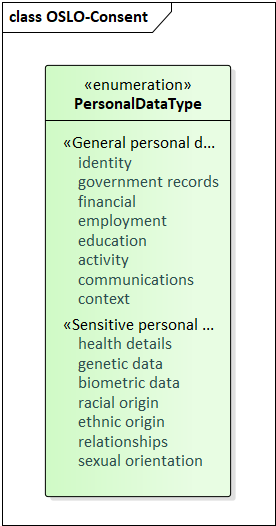 class OSLO-Consent
«enumeration»
PersonalDataType
«General personal d...
identity
government records
financial
employment
education
activity
communications
context
«Sensitive personal ...
health details
genetic data
biometric data
racial origin
ethnic origin
relationships
sexual orientation